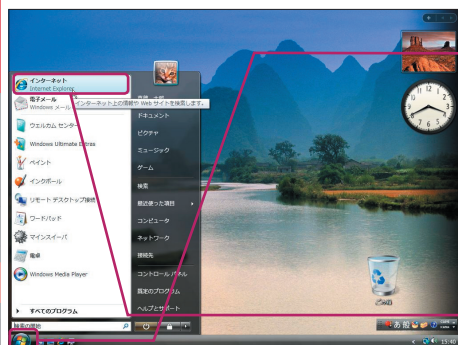 インターネット
Internet Explorer
電子メール
Windows メール
インターネット上の情報や Web サイトを検索します。
ウェルカム センター
Windows Ultimate Extras
ペイント
インクボール
リモート デスクトップ接続
ワードパッド
マインスイーパ
電卓
Windows Media Player
すべてのプログラム
検索の開始
ドキュメント
ピクチャ
ミュージック
ゲーム
検索
最近使った項目
コンピュータ
ネットワーク
接続先
コントロール パネル
既定のプログラム
ヘルプとサポート
ごみ箱
あ 般
15:40